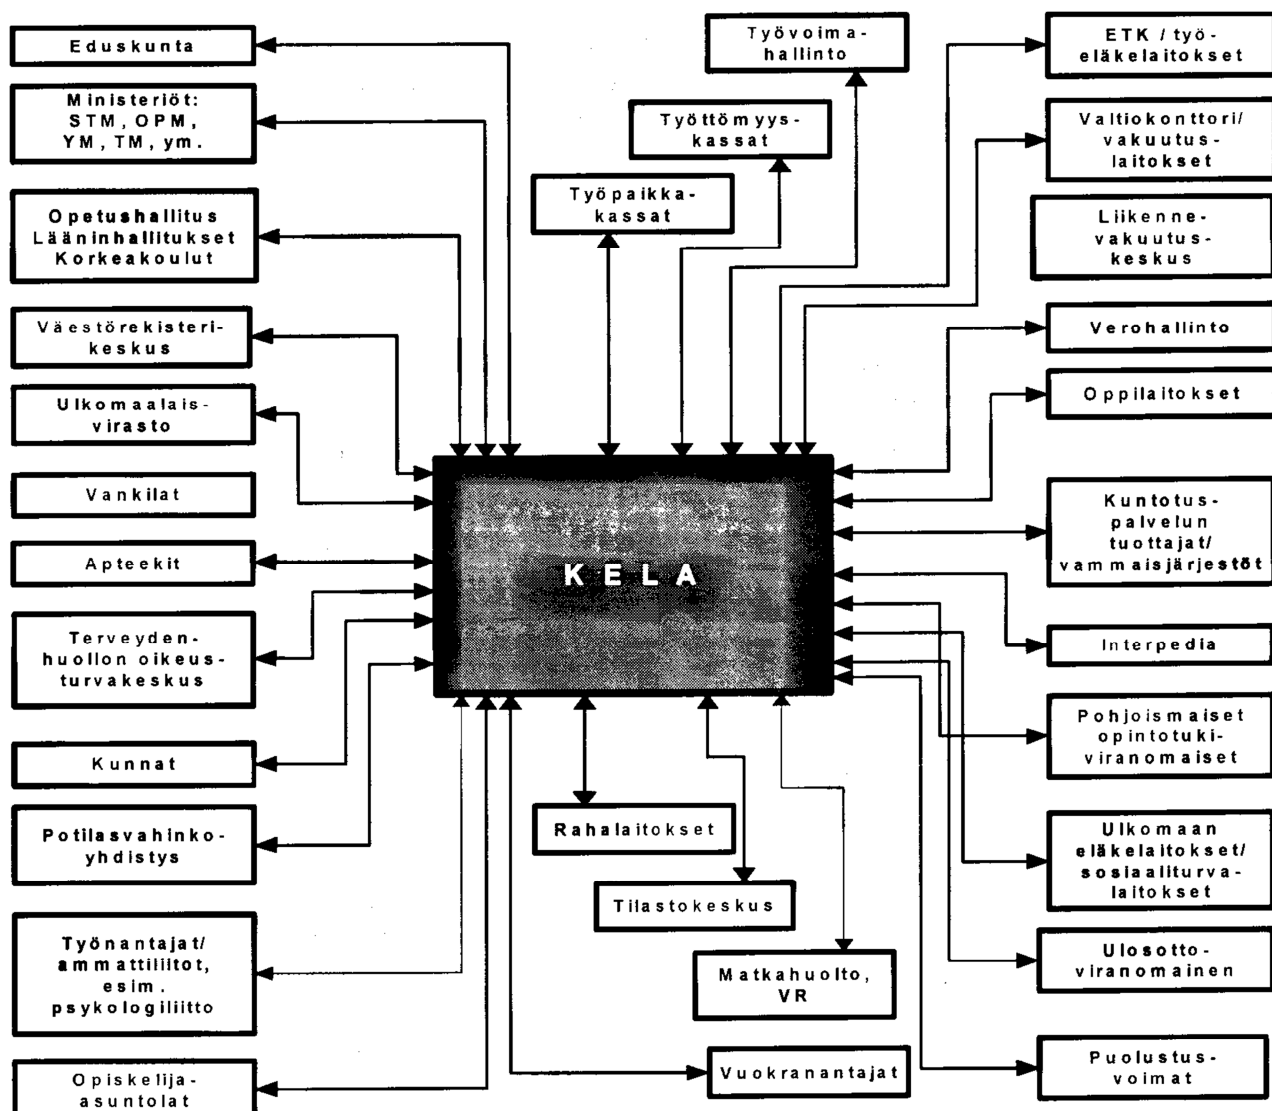 Eduskunta
Ministeriöt:
STM, OPM,
YM, TM, ym.
Opetushallitus
Lääninhallitukset
Korkeakoulut
Väestörekisteri-
keskus
Ulkomaalais-
virasto
Vankilat
Apteekit
Terveyden-
huollon oikeus-
turvakeskus
Kunnat
Potilasvahinko-
yhdistys
Työnantajat/
ammattiliitot,
esim.
psykologiliitto
Opiskelija-
asuntolat
Työvoima-
hallinto
Työttömyys-
kassat
Työpaikka-
kassat
KELA
Rahalaitokset
Tilastokeskus
Matkahuolto,
VR
Vuokranantajat
ETK / työ-
eläkelaitokset
Valtiokonttori/
vakuutus-
laitokset
Liikenne-
vakuutus-
keskus
Verohallinto
Oppilaitokset
Kuntotus-
palvelun
tuottajat/
vammaisjärjestöt
Interpedia
Pohjoismaiset
opintotuki-
viranomaiset
Ulkomaan
eläkelaitokset/
sosiaaliturva-
laitokset
Ulosotto-
viranomainen
Puolustus-
voimat